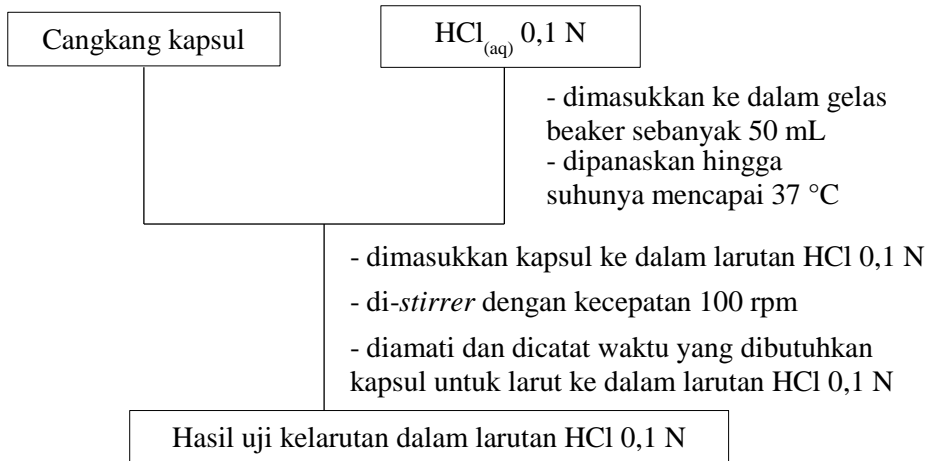 Cangkang kapsul
HCl(aq) 0,1 N
- dimasukkan ke dalam gelas
beaker sebanyak 50 mL
- dipanaskan hingga
suhunya mencapai 37 °C
- dimasukkan kapsul ke dalam larutan HCl 0,1 N
- di-stirrer dengan kecepatan 100 rpm
- diamati dan dicatat waktu yang dibutuhkan
kapsul untuk larut ke dalam larutan HCl 0,1 N
Hasil uji kelarutan dalam larutan HCl 0,1 N